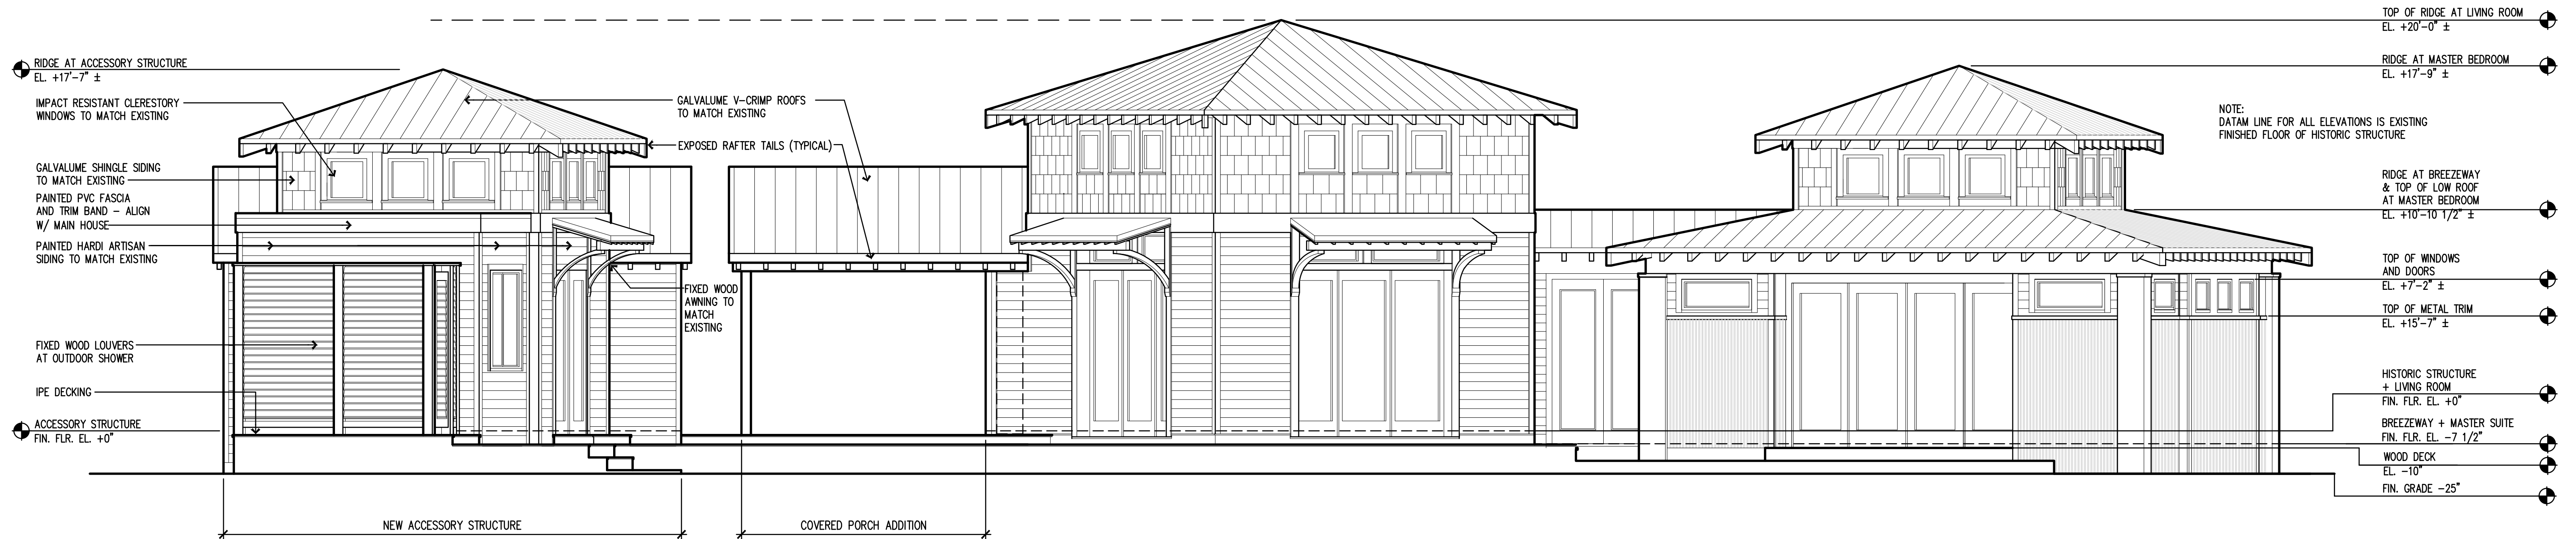 RIDGE AT ACCESSORY STRUCTURE
EL. +17'-7" ±
IMPACT RESISTANT CLERESTORY
WINDOWS TO MATCH EXISTING
GALVALUME SHINGLE SIDING
TO MATCH EXISTING
PAINTED PVC FASCIA
AND TRIM BAND - ALIGN
W/ MAIN HOUSE
PAINTED HARDI ARTISAN
SIDING TO MATCH EXISTING
FIXED WOOD LOUVERS
AT OUTDOOR SHOWER
IPE DECKING
ACCESSORY STRUCTURE
FIN. FLR. EL. +0"
GALVALUME V-CRIMP ROOFS
TO MATCH EXISTING
EXPOSED RAFTER TAILS (TYPICAL)
FIXED WOOD
AWNING TO
MATCH
EXISTING
NEW ACCESSORY STRUCTURE
COVERED PORCH ADDITION
NOTE:
DATAM LINE FOR ALL ELEVATIONS IS EXISTING
FINISHED FLOOR OF HISTORIC STRUCTURE
TOP OF RIDGE AT LIVING ROOM
EL. +20'-0" ±
RIDGE AT MASTER BEDROOM
EL. +17'-9" ±
RIDGE AT BREEZEWAY
& TOP OF LOW ROOF
AT MASTER BEDROOM
EL. +10'-10 1/2" ±
TOP OF WINDOWS
AND DOORS
EL. +7'-2" ±
TOP OF METAL TRIM
EL. +15'-7" ±
HISTORIC STRUCTURE
+ LIVING ROOM
FIN. FLR. EL. +0"
BREEZEWAY + MASTER SUITE
FIN. FLR. EL. -7 1/2"
WOOD DECK
EL. -10"
FIN. GRADE -25"